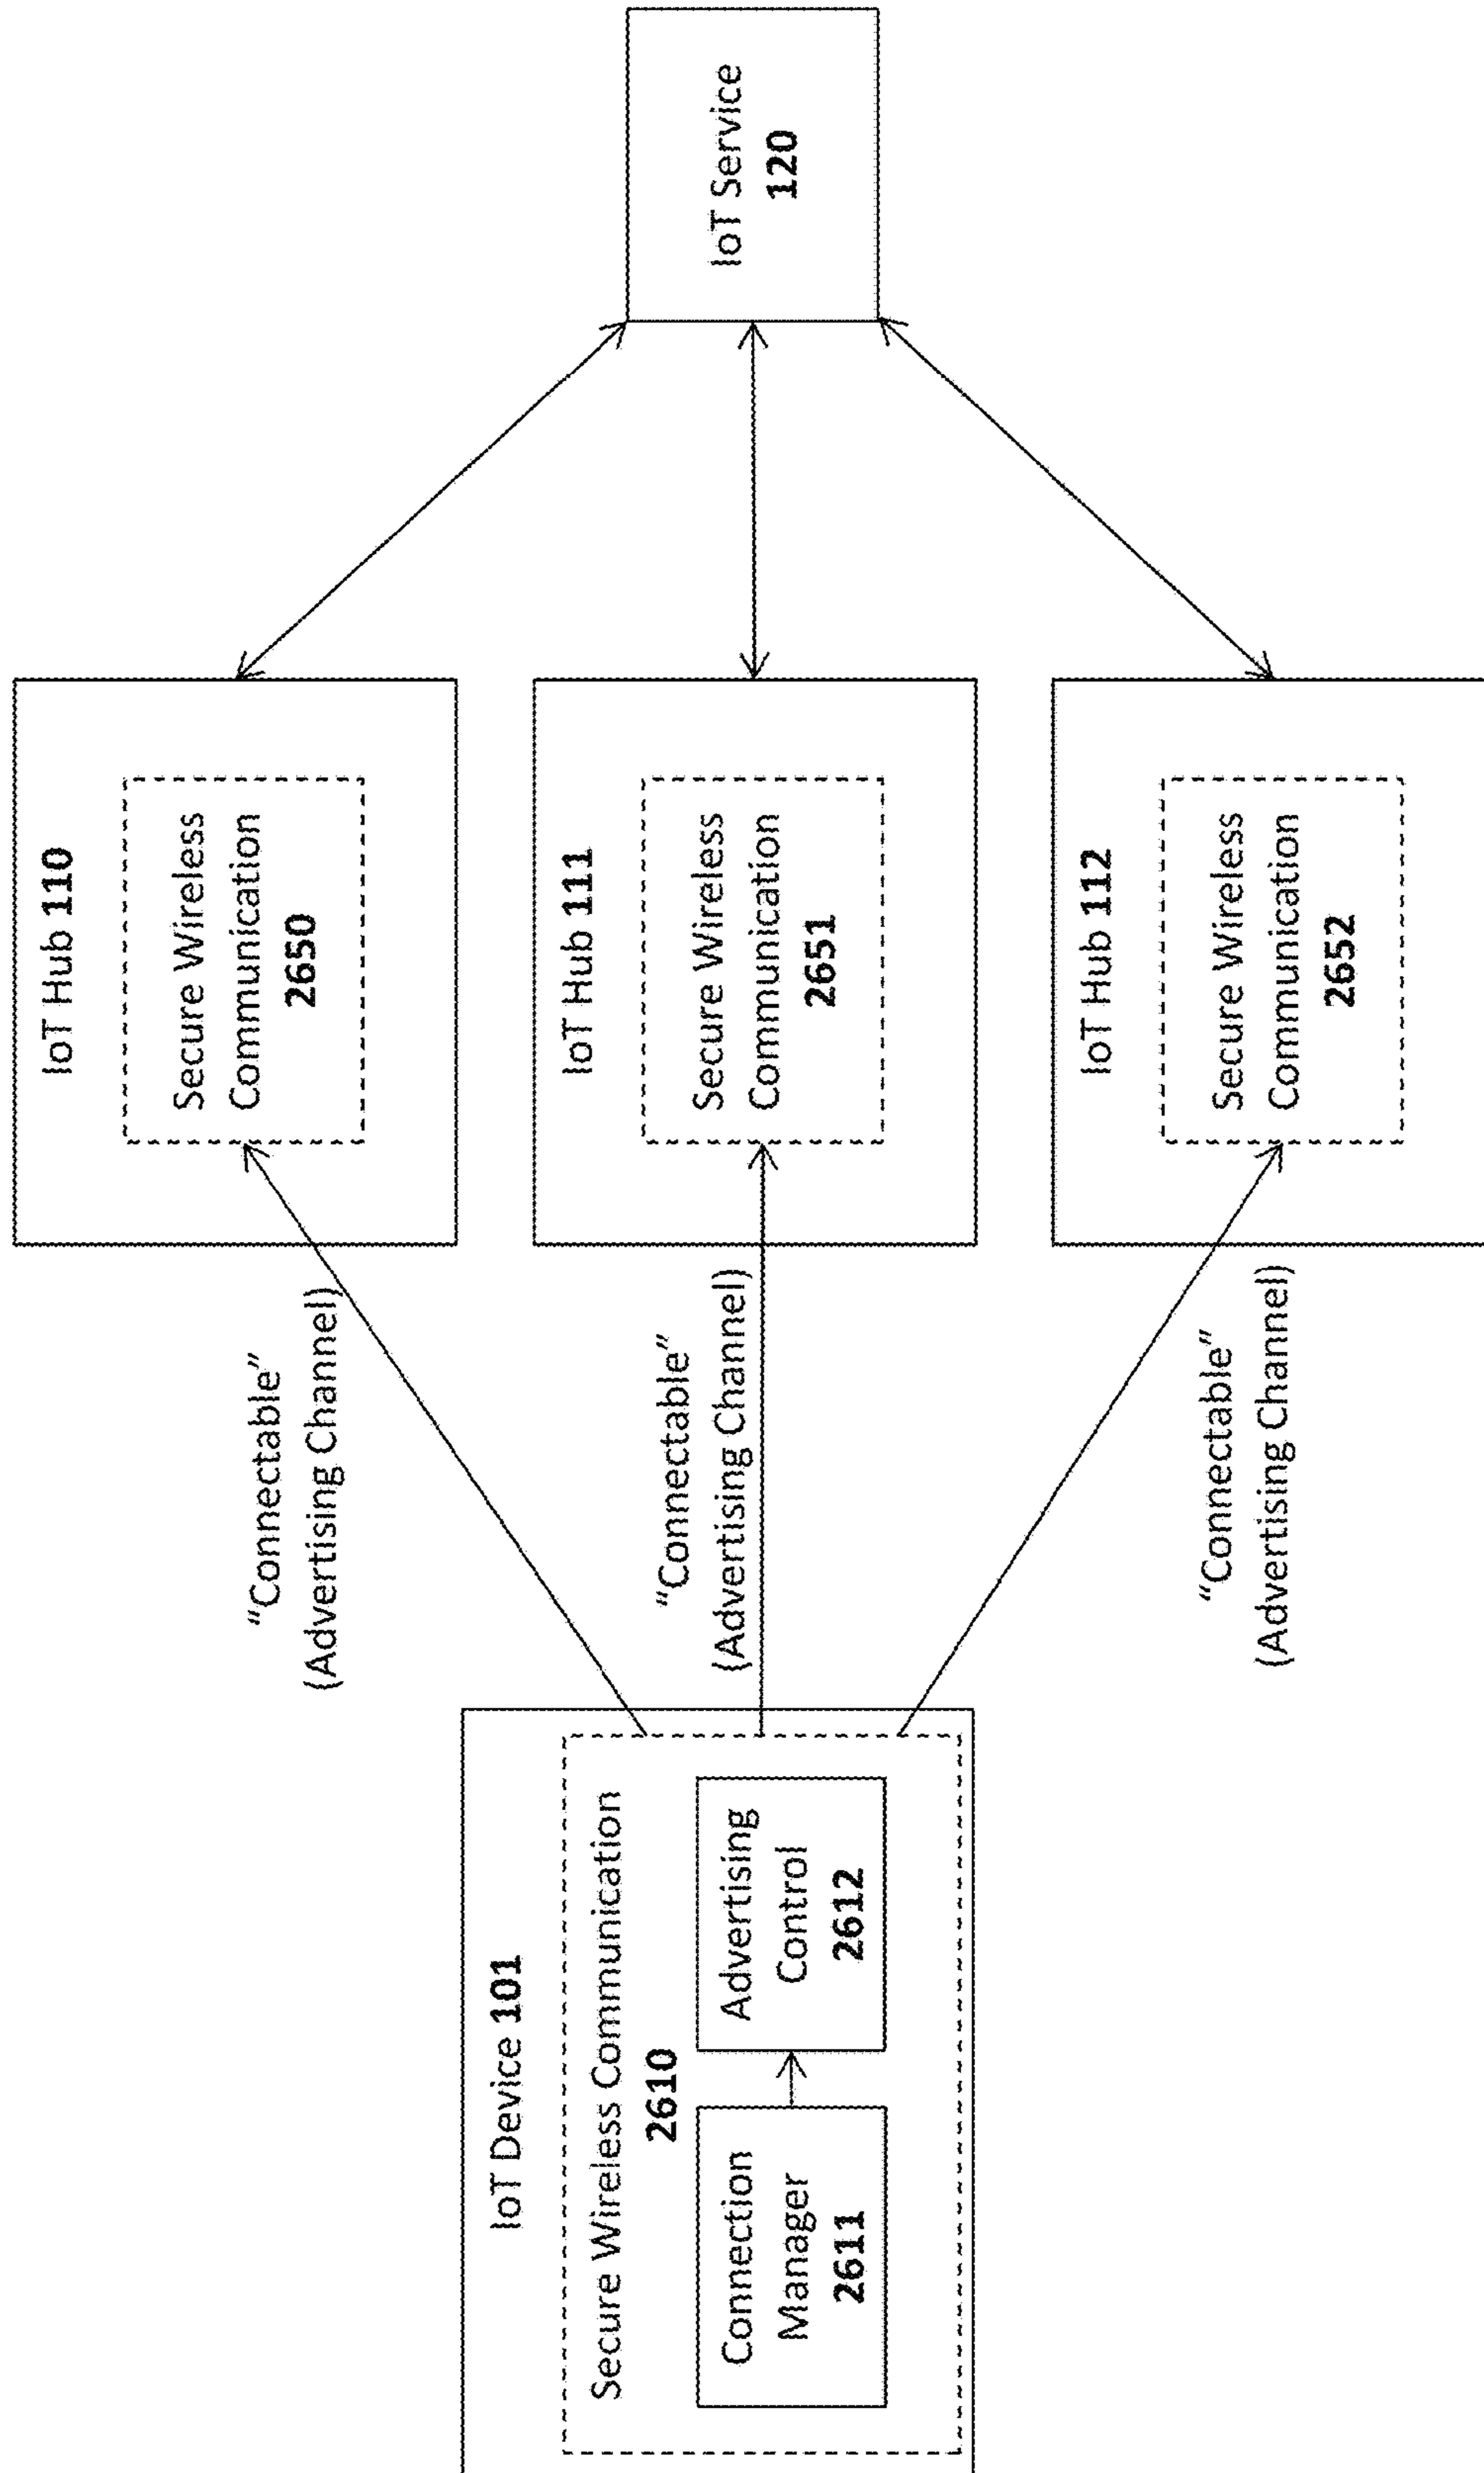 IoT Device 101
Secure Wireless Communication
2610
Connection
Manager
2611
Advertising
Control
2612
“Connectable”
(Advertising Channel)
“Connectable”
(Advertising Channel)
“Connectable”
(Advertising Channel)
IoT Hub 110
Secure Wireless
Communication
2650
IoT Hub 111
Secure Wireless
Communication
2651
IoT Hub 112
Secure Wireless
Communication
2652
IoT Service
120